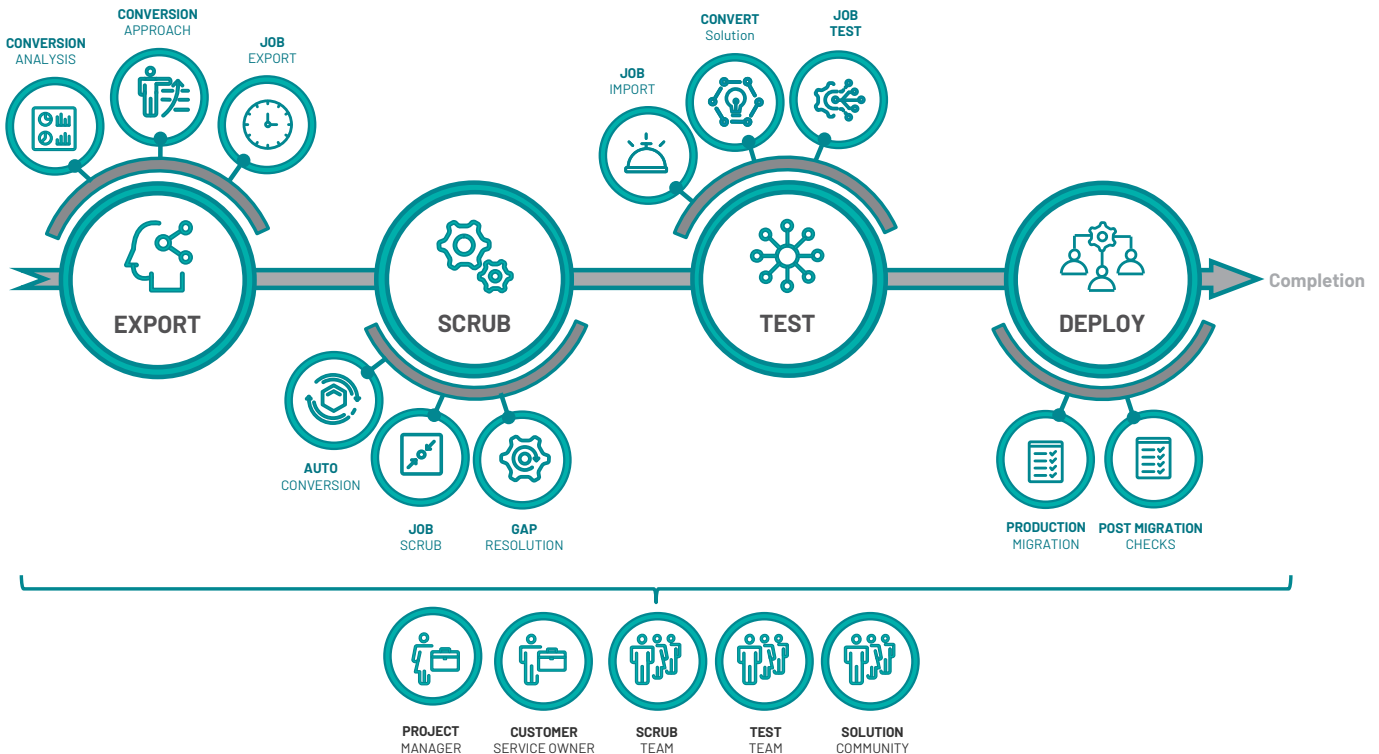 CONVERSION
ANALYSIS
CONVERSION
APPROACH
JOB
EXPORT
JOB
IMPORT
CONVERT
Solution
JOB
TEST
EXPORT
SCRUB
TEST
DEPLOY
Completion
AUTO
CONVERSION
JOB
SCRUB
GAP
RESOLUTION
PRODUCTION
MIGRATION
POST MIGRATION
CHECKS
PROJECT
MANAGER
CUSTOMER
SERVICE OWNER
SCRUB
TEAM
TEST
TEAM
SOLUTION
COMMUNITY